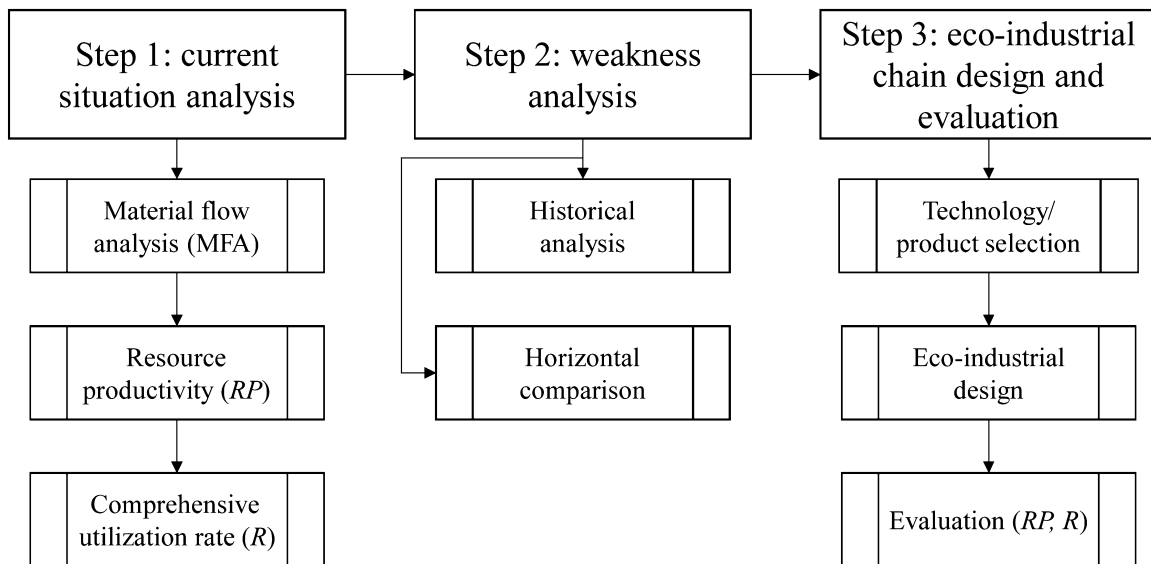 Step 1: current
situation analysis
Step 2: weakness
analysis
Step 3: eco-industrial
chain design and
evaluation
Material flow
analysis (MFA)
Historical
analysis
Technology/
product selection
Resource
productivity (RP)
Horizontal
comparison
Eco-industrial
design
Comprehensive
utilization rate (R)
Evaluation (RP, R)